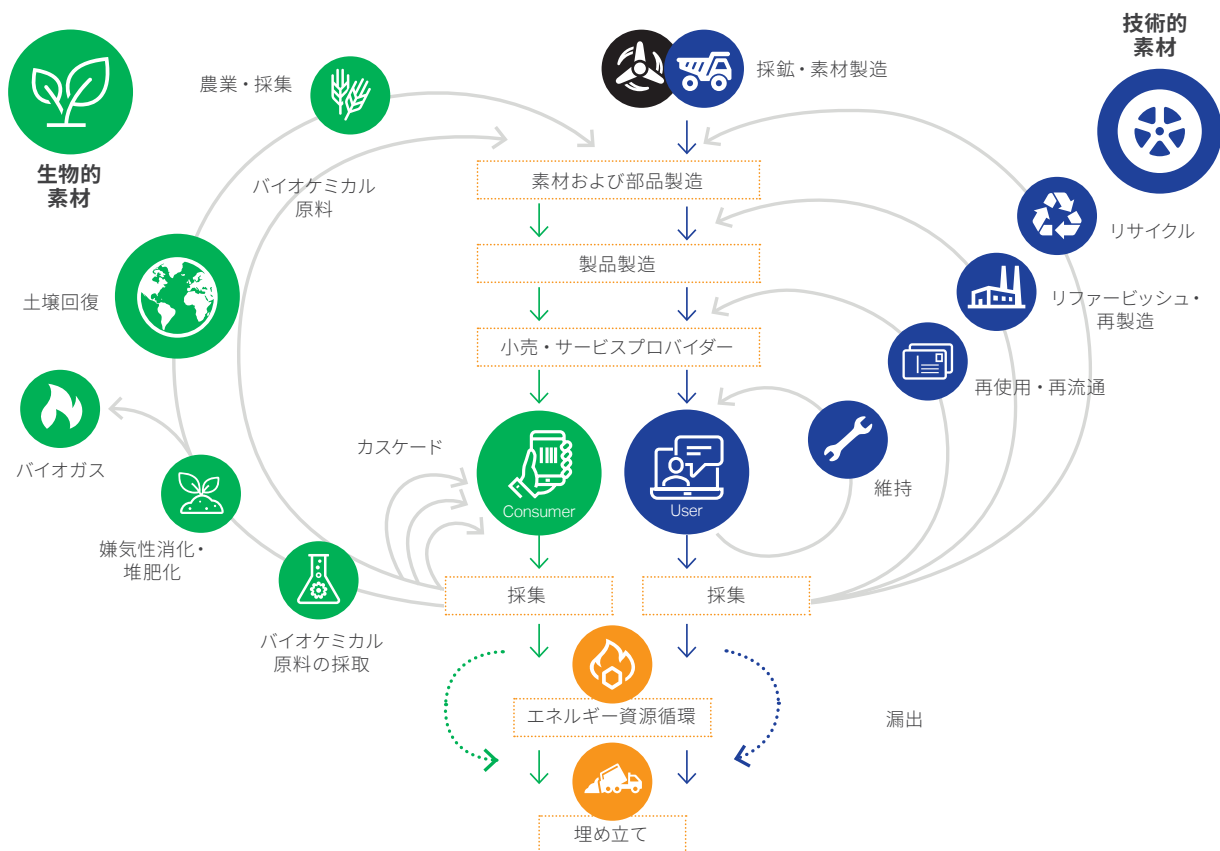 技術的
素材
採鉱・素材製造
農業・採集
生物的
素材
素材および部品製造
バイオケミカル
原料
リサイクル
製品製造
土壌回復
リファービッシュ・
再製造
小売・サービスプロバイダー
再使用・再流通
カスケード
バイオガス
維持
Consumer
User
嫌気性消化・
堆肥化
採集
採集
バイオケミカル
原料の採取
エネルギー資源循環
漏出
埋め立て